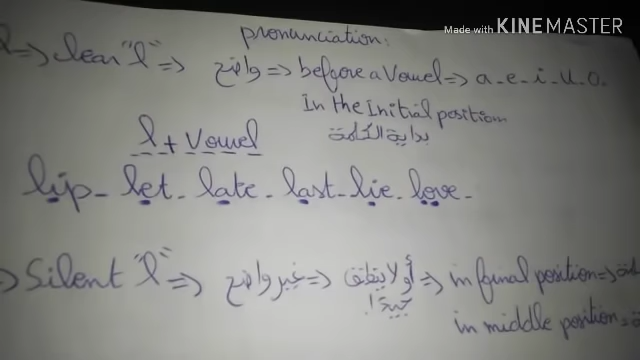 Made with KINEMASTER
pronunciation:
l => clear "l" => واضح => before a Vowel => a - e - i - u - o.
In the Initial position
بداية الكلمة
l + Vowel
lip - let - late - last - lie - love -
=> Silent "l" => غير واضح => أو لا ينطق => in final position =>
جيدا!
in middle position =